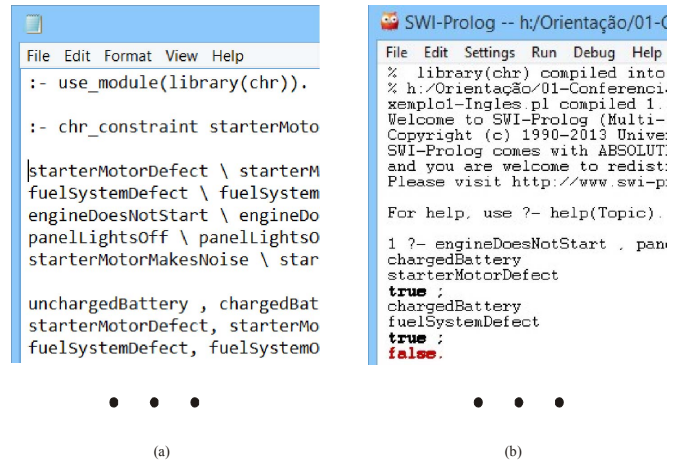 File Edit Format View Help
:- use_module(library(chr)).
:- chr_constraint starterMoto
starterMotorDefect \ starterM
fuelSystemDefect \ fuelSystem
engineDoesNotStart \ engineDo
panelLightsOff \ panelLightsO
starterMotorMakesNoise \ star
unchargedBattery , chargedBat
starterMotorDefect, starterMo
fuelSystemDefect, fuelSystemO
(a)
SWI-Prolog -- h:/Orientação/01-C
File Edit Settings Run Debug Help
% library(chr) compiled into
% h:/Orientação/01-Conferenci
xemplo1-Ingles.pl compiled 1.
Welcome to SWI-Prolog (Multi-
Copyright (c) 1990-2013 Unive
SWI-Prolog comes with ABSOLUT
and you are welcome to redist
Please visit http://www.swi-p
For help, use ?- help(Topic).
1 ?- engineDoesNotStart , pan
chargedBattery
starterMotorDefect
true ;
chargedBattery
fuelSystemDefect
true ;
false.
(b)